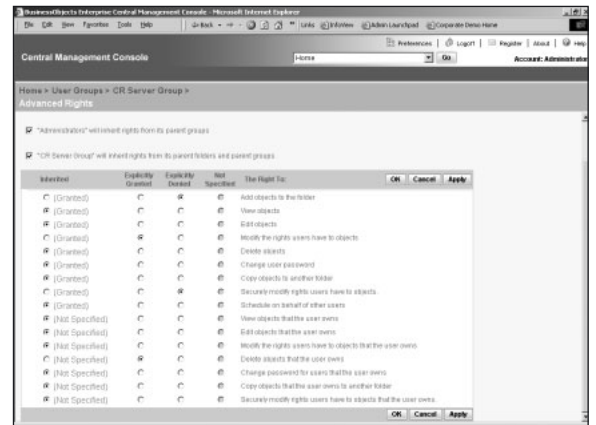 BusinessObjects Enterprise Central Management Console - Microsoft Internet Explorer
File Edit View Favorites Tools Help Back Links InfoView Admin Launchpad Corporate Demo Home
Preferences | Logoff | Register | About | Help
Central Management Console Home Go Account: Administrator
Home > User Groups > CR Server Group >
Advanced Rights
"Administrators" will inherit rights from its parent groups
"CR Server Group" will inherit rights from its parent folders and parent groups
Inherited Explicitly Granted Explicitly Denied Not Specified The Right To: OK Cancel Apply
(Granted) Add objects to the folder
(Granted) View objects
(Granted) Edit objects
(Granted) Modify the rights users have to objects
(Granted) Delete objects
(Granted) Change user password
(Granted) Copy objects to another folder
(Granted) Securely modify rights users have to objects.
(Granted) Schedule on behalf of other users
(Not Specified) View objects that the user owns
(Not Specified) Edit objects that the user owns
(Not Specified) Modify the rights users have to objects that the user owns
(Not Specified) Delete objects that the user owns
(Not Specified) Change password for users that the user owns
(Not Specified) Copy objects that the user owns to another folder
(Not Specified) Securely modify rights users have to objects that the user owns.
OK Cancel Apply